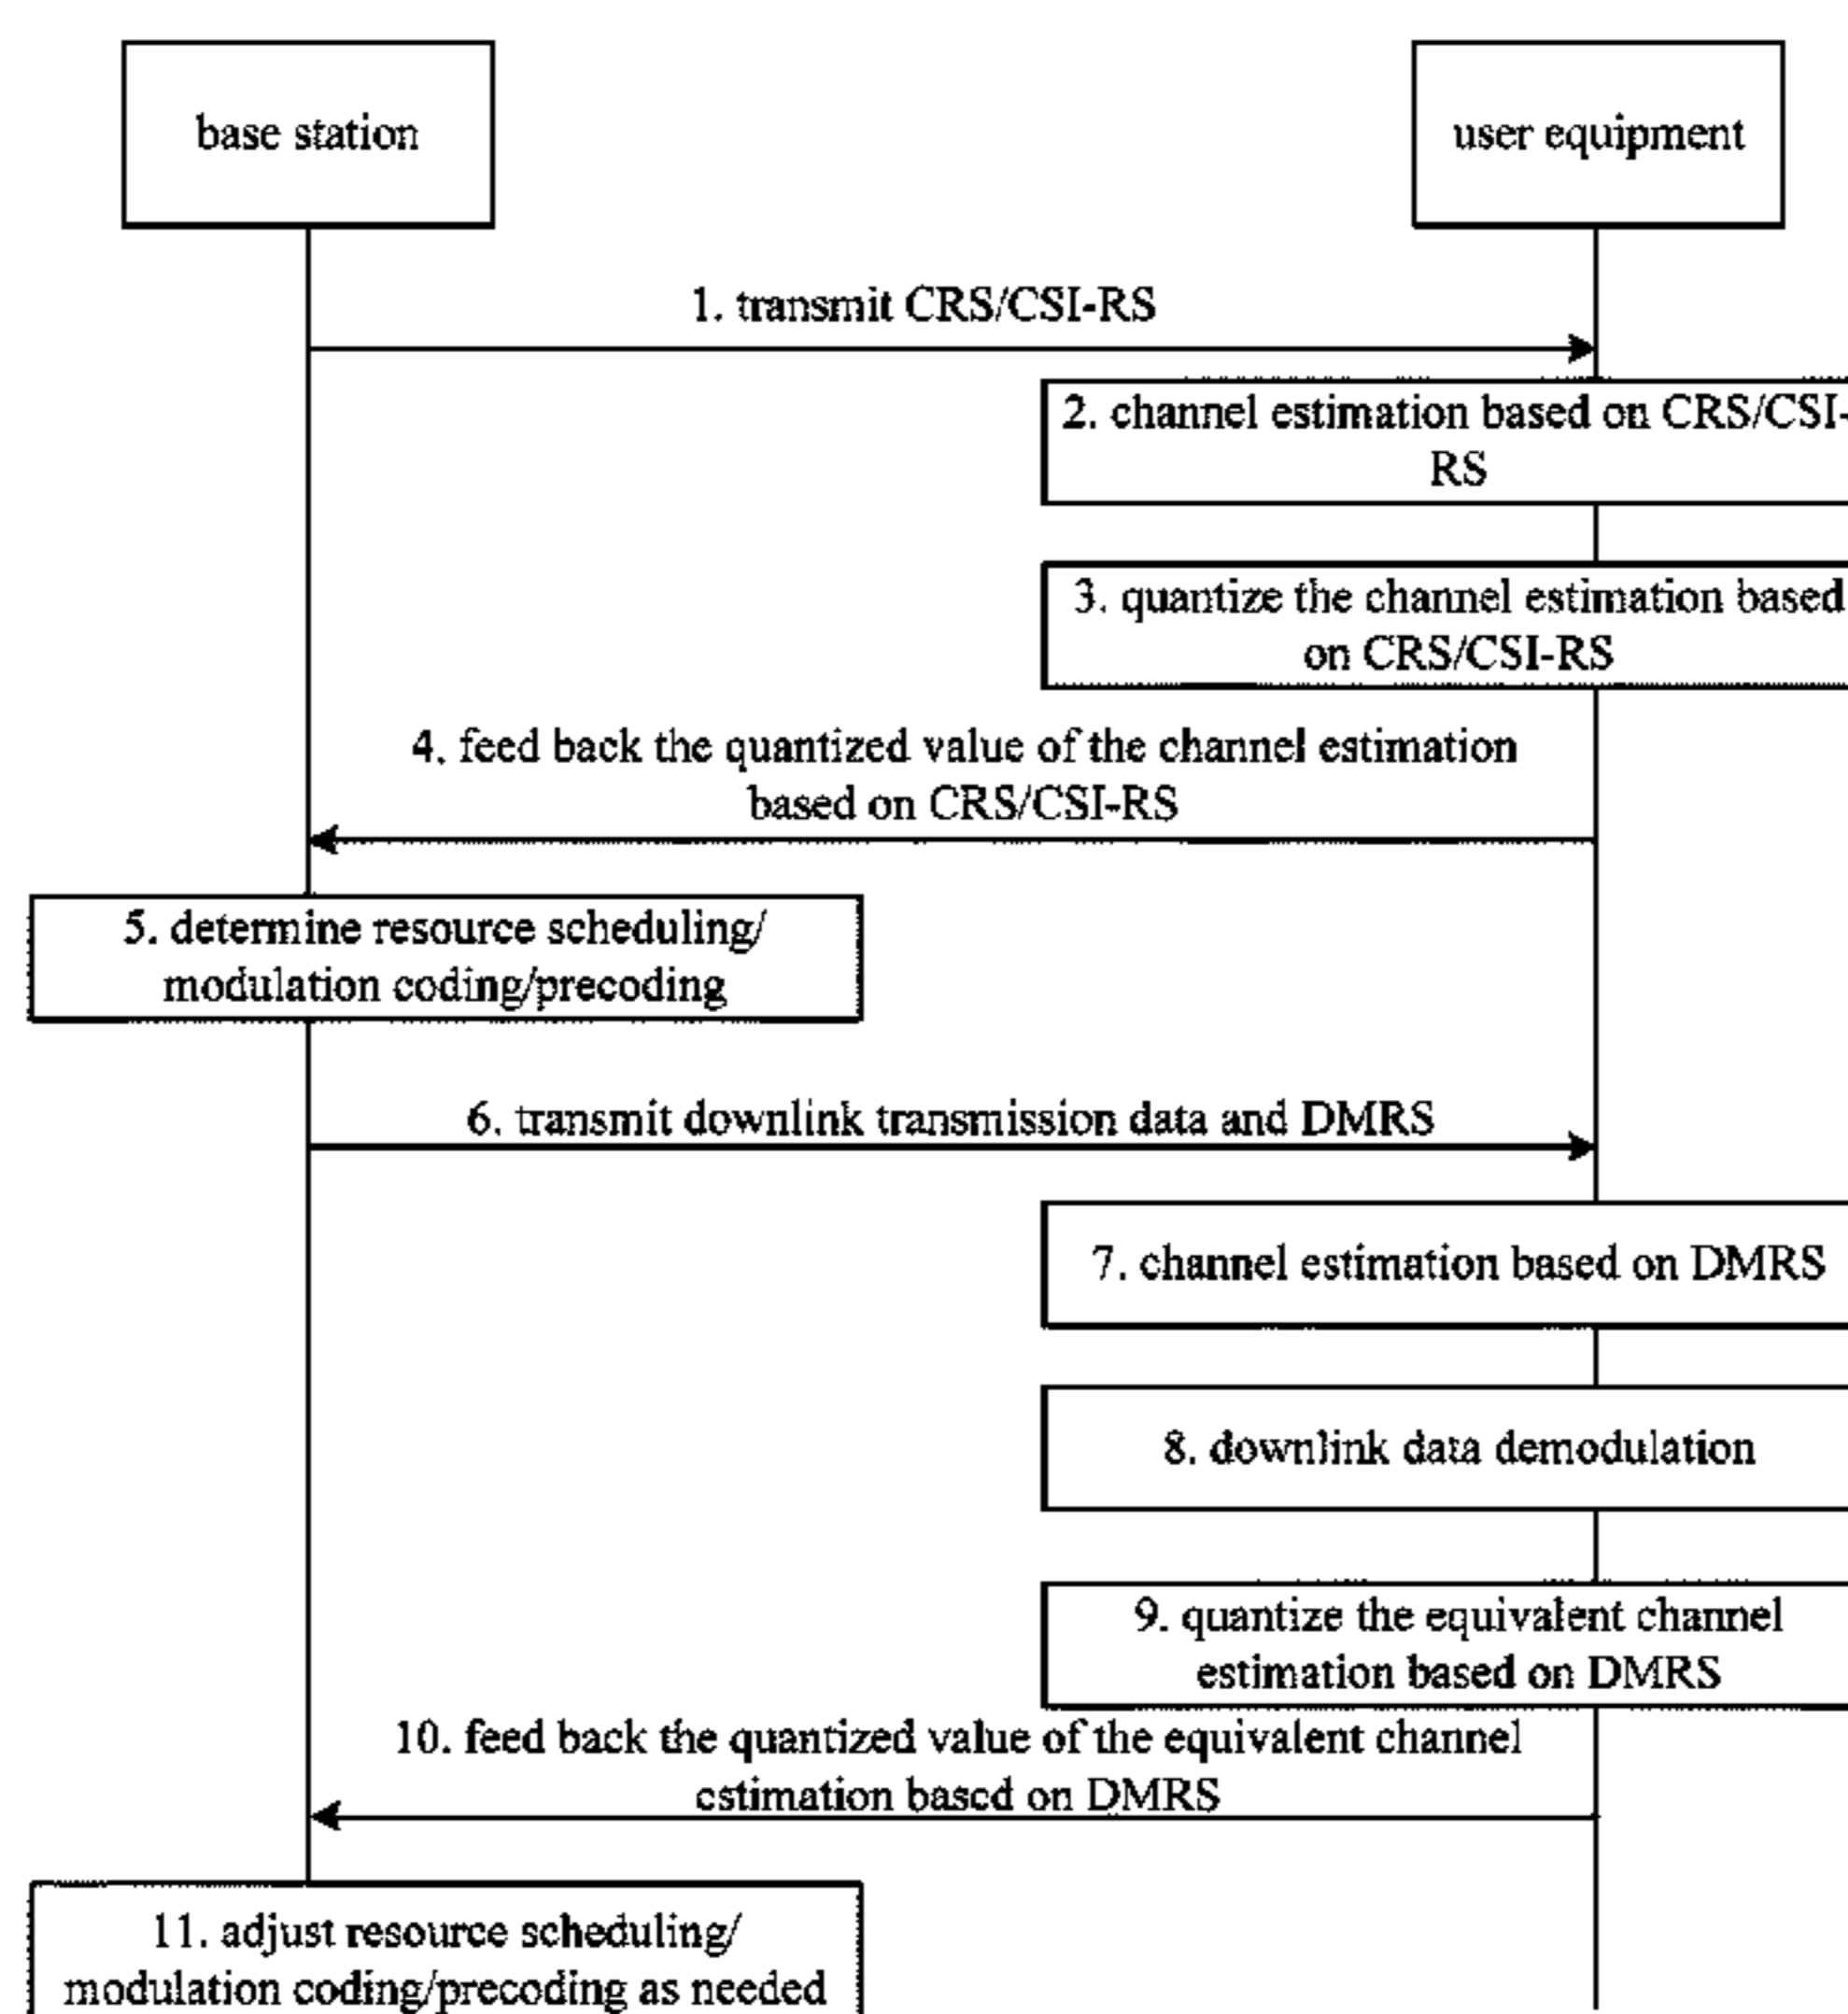 base station
user equipment
1. transmit CRS/CSI-RS
2. channel estimation based on CRS/CSI-
RS
3. quantize the channel estimation based
on CRS/CSI-RS
4. feed back the quantized value of the channel estimation
based on CRS/CSI-RS
5. determine resource scheduling/
modulation coding/precoding
6. transmit downlink transmission data and DMRS
7. channel estimation based on DMRS
8. downlink data demodulation
9. quantize the equivalent channel
estimation based on DMRS
10. feed back the quantized value of the equivalent channel
estimation based on DMRS
11. adjust resource scheduling/
modulation coding/precoding as needed